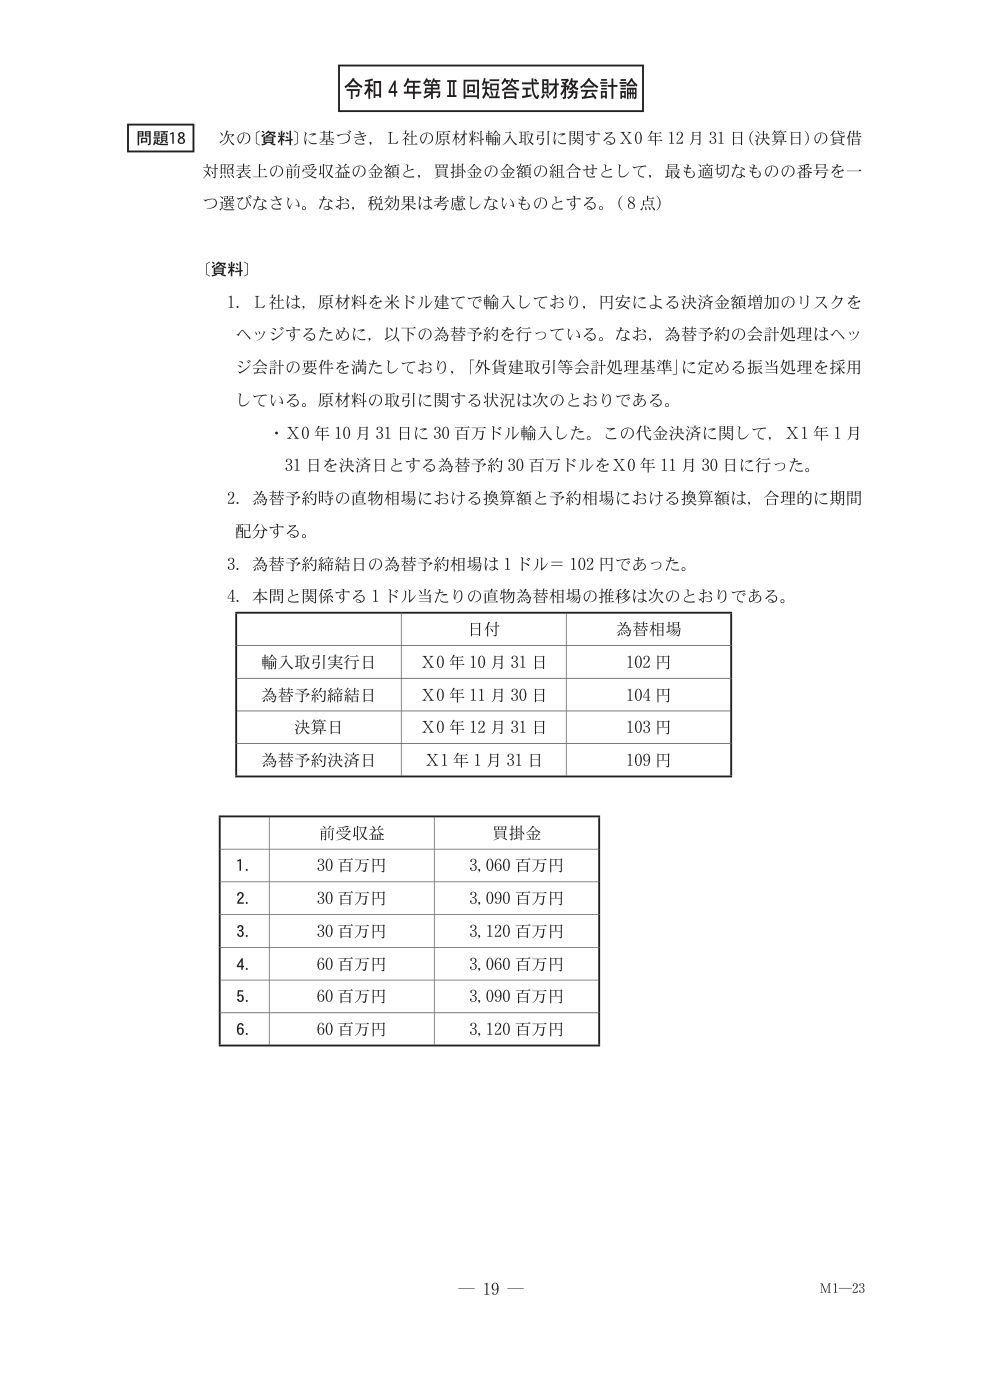 令和4年第Ⅱ回短答式財務会計論
問題18 次の〔資料〕に基づき，Ｌ社の原材料輸入取引に関するX0年12月31日(決算日)の貸借
対照表上の前受収益の金額と，買掛金の金額の組合せとして，最も適切なものの番号を一
つ選びなさい。なお，税効果は考慮しないものとする。（8点）
〔資料〕
1. Ｌ社は，原材料を米ドル建てで輸入しており，円安による決済金額増加のリスクを
ヘッジするために，以下の為替予約を行っている。なお，為替予約の会計処理はヘッ
ジ会計の要件を満たしており，「外貨建取引等会計処理基準」に定める振当処理を採用
している。原材料の取引に関する状況は次のとおりである。
・X0年10月31日に30百万ドル輸入した。この代金決済に関して，X1年1月
31日を決済日とする為替予約30百万ドルをX0年11月30日に行った。
2. 為替予約時の直物相場における換算額と予約相場における換算額は，合理的に期間
配分する。
3. 為替予約締結日の為替予約相場は1ドル＝102円であった。
4. 本問と関係する1ドル当たりの直物為替相場の推移は次のとおりである。
日付 為替相場
輸入取引実行日 X0年10月31日 102円
為替予約締結日 X0年11月30日 104円
決算日 X0年12月31日 103円
為替予約決済日 X1年1月31日 109円
前受収益 買掛金
1. 30百万円 3,060百万円
2. 30百万円 3,090百万円
3. 30百万円 3,120百万円
4. 60百万円 3,060百万円
5. 60百万円 3,090百万円
6. 60百万円 3,120百万円
― 19 ―
M1―23